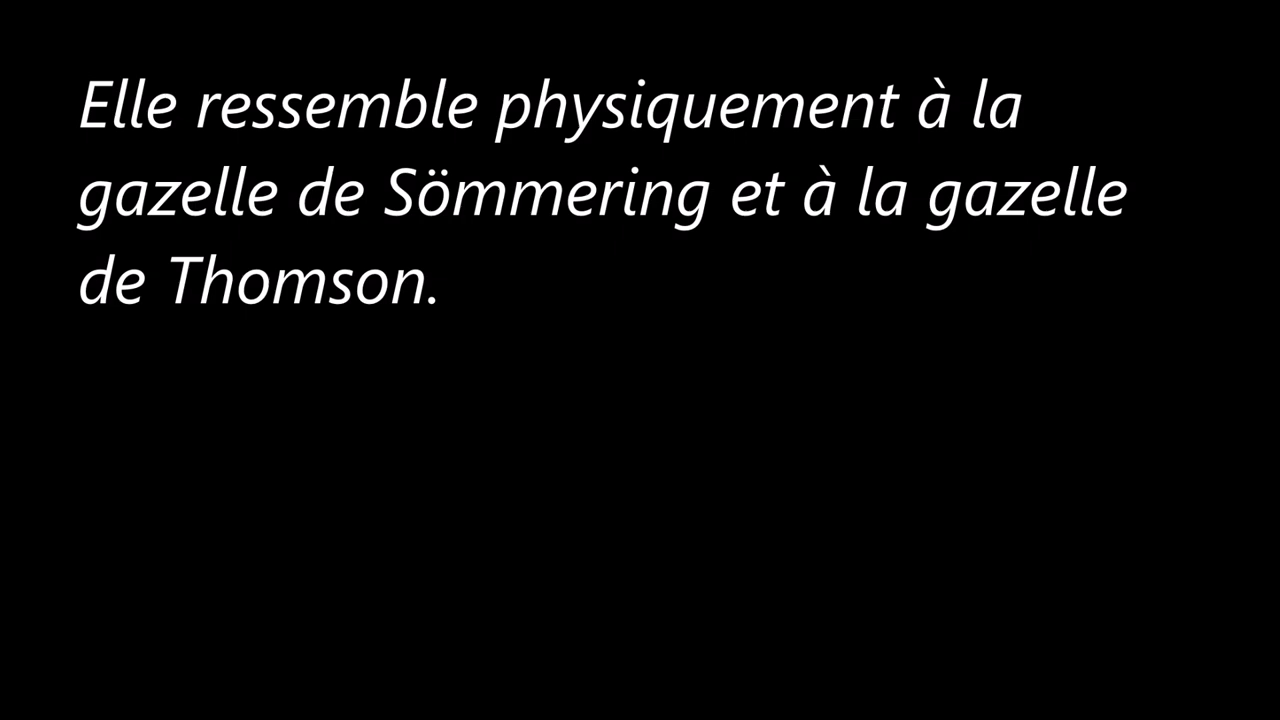 Elle ressemble physiquement à la
gazelle de Sömmering et à la gazelle
de Thomson.